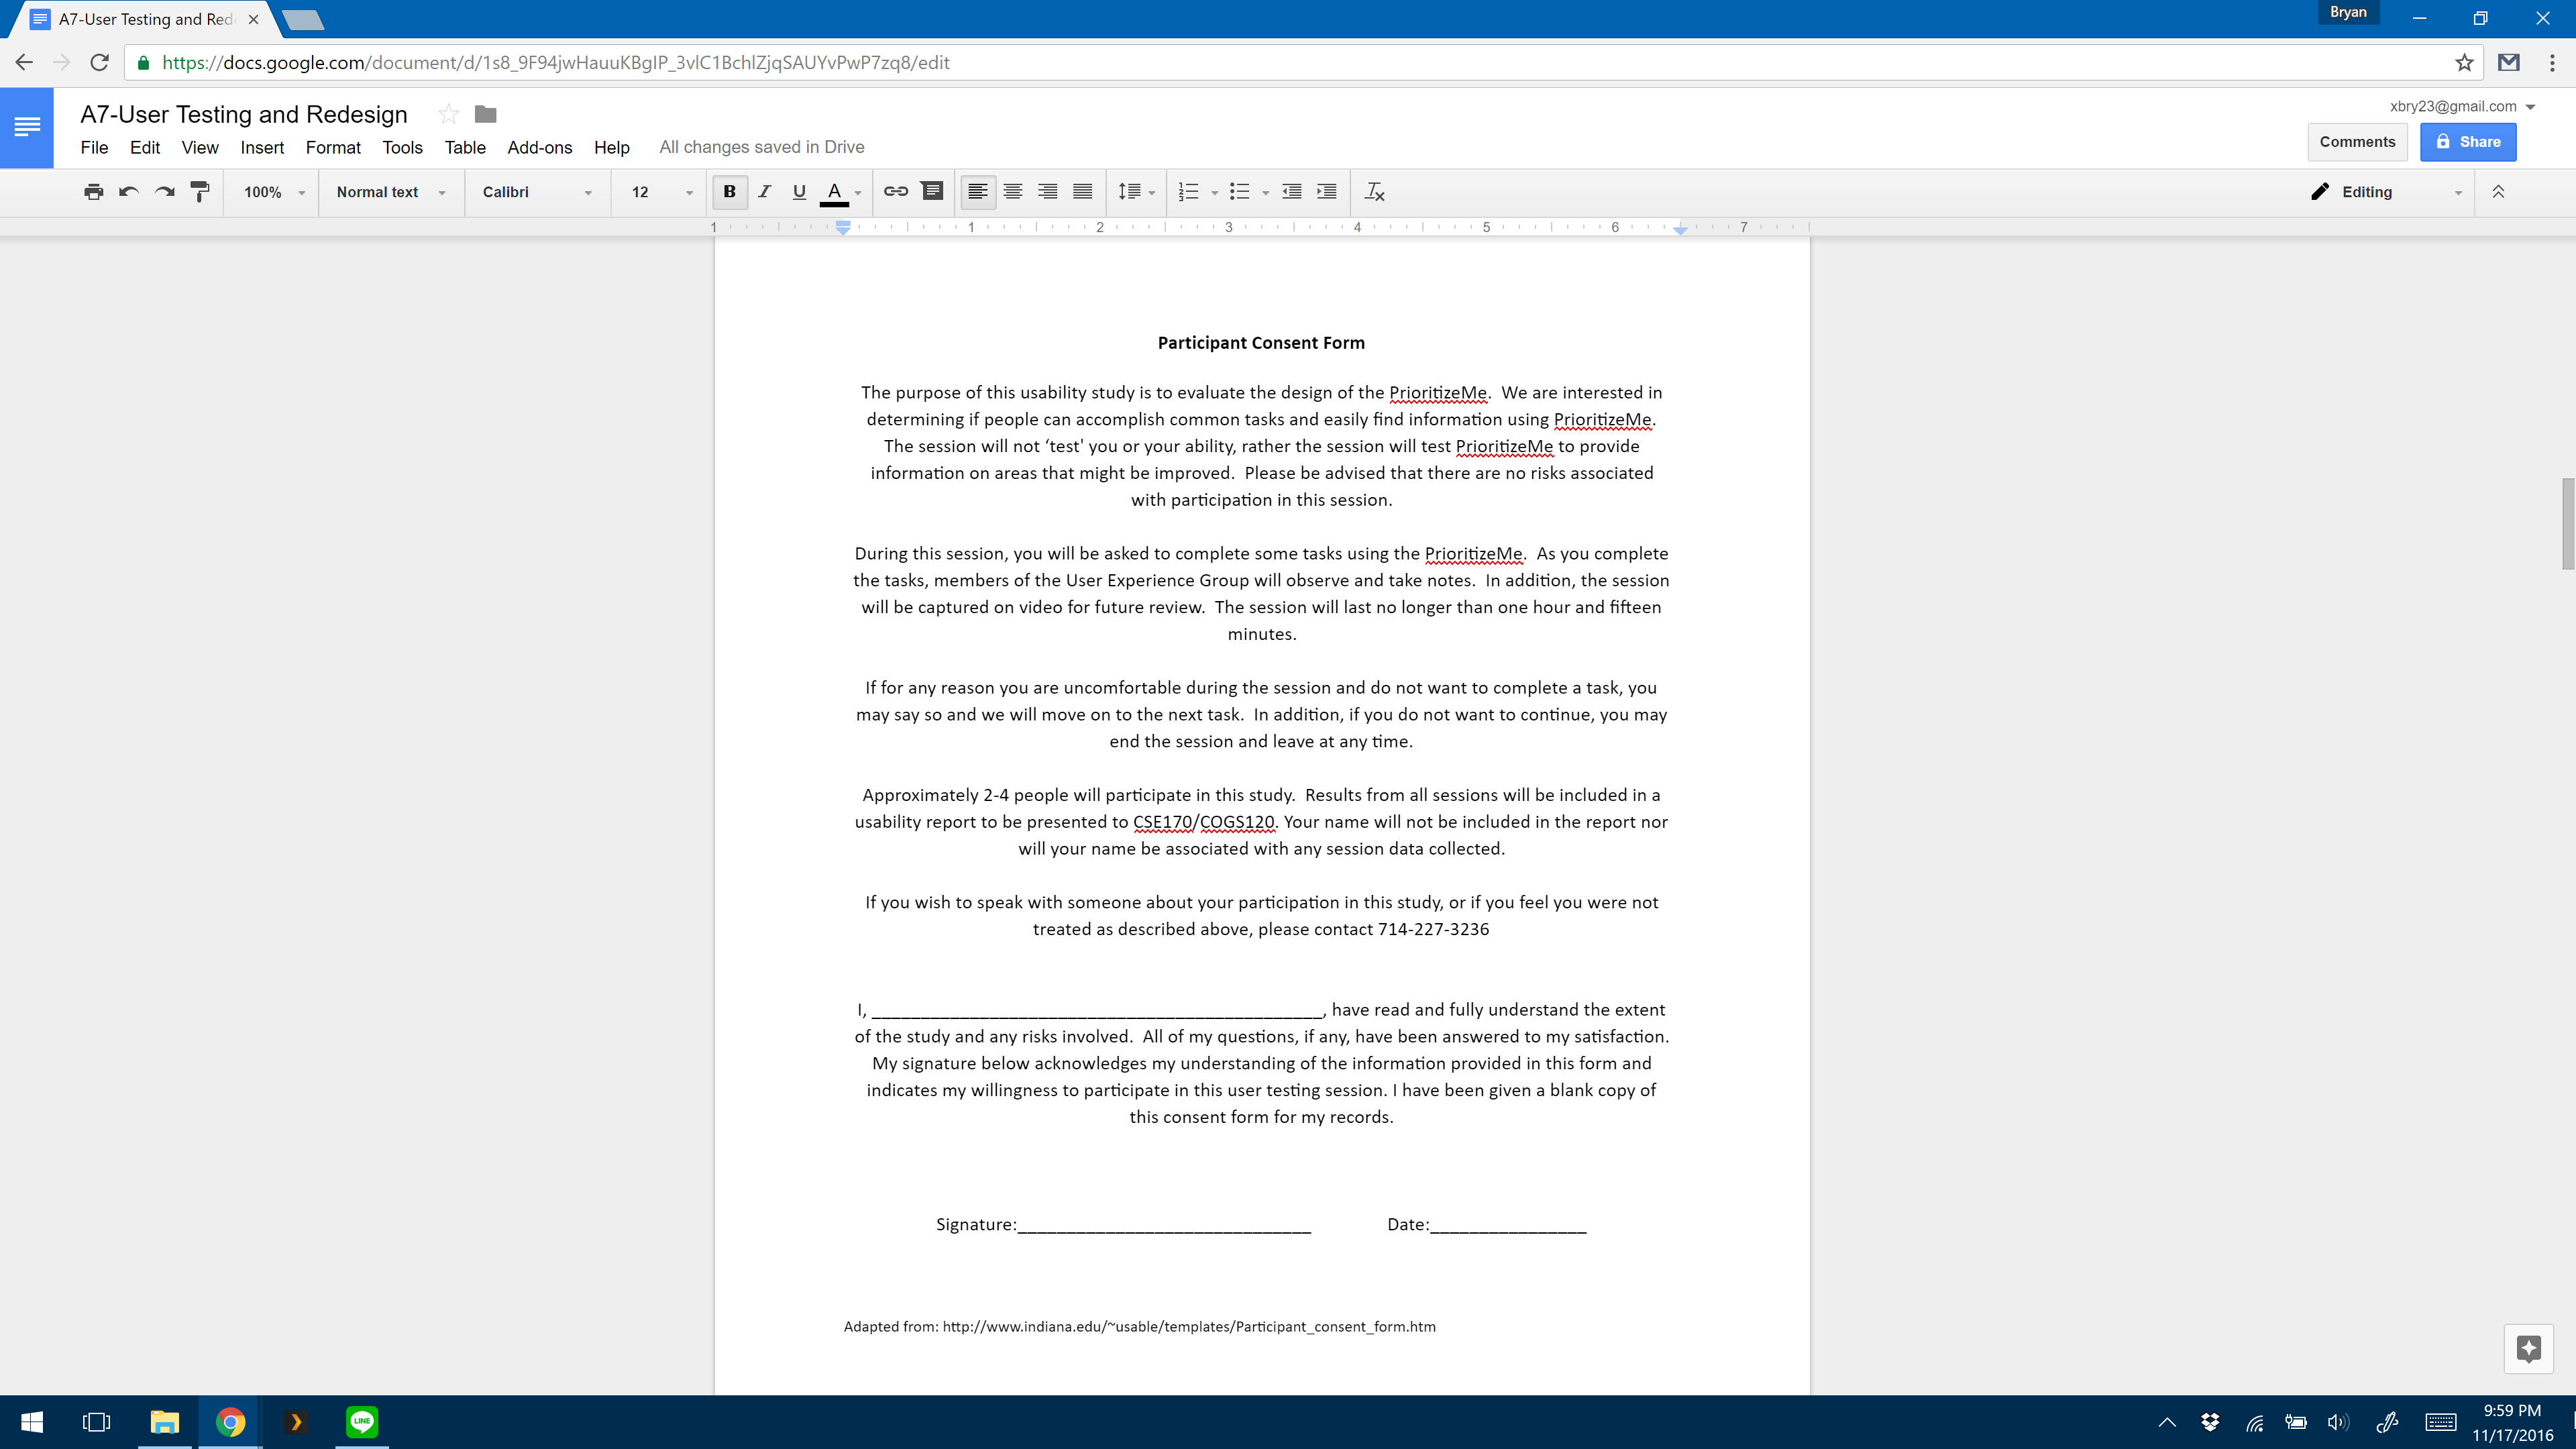 A7-User Testing and Red
Bryan
https://docs.google.com/document/d/1s8_9F94jwHauuKBgIP_3vlC1BchlZjqSAUYvPwP7zq8/edit
A7-User Testing and Redesign
xbry23@gmail.com
File Edit View Insert Format Tools Table Add-ons Help All changes saved in Drive
Comments Share
100% Normal text Calibri 12 B I U A Editing
1 1 2 3 4 5 6 7
Participant Consent Form
The purpose of this usability study is to evaluate the design of the PrioritizeMe.  We are interested in
determining if people can accomplish common tasks and easily find information using PrioritizeMe.
The session will not ‘test' you or your ability, rather the session will test PrioritizeMe to provide
information on areas that might be improved.  Please be advised that there are no risks associated
with participation in this session.
During this session, you will be asked to complete some tasks using the PrioritizeMe.  As you complete
the tasks, members of the User Experience Group will observe and take notes.  In addition, the session
will be captured on video for future review.  The session will last no longer than one hour and fifteen
minutes.
If for any reason you are uncomfortable during the session and do not want to complete a task, you
may say so and we will move on to the next task.  In addition, if you do not want to continue, you may
end the session and leave at any time.
Approximately 2-4 people will participate in this study.  Results from all sessions will be included in a
usability report to be presented to CSE170/COGS120. Your name will not be included in the report nor
will your name be associated with any session data collected.
If you wish to speak with someone about your participation in this study, or if you feel you were not
treated as described above, please contact 714-227-3236
I, ______________________________________________, have read and fully understand the extent
of the study and any risks involved.  All of my questions, if any, have been answered to my satisfaction.
My signature below acknowledges my understanding of the information provided in this form and
indicates my willingness to participate in this user testing session. I have been given a blank copy of
this consent form for my records.
Signature:______________________________ Date:________________
Adapted from: http://www.indiana.edu/~usable/templates/Participant_consent_form.htm
LINE
9:59 PM
11/17/2016